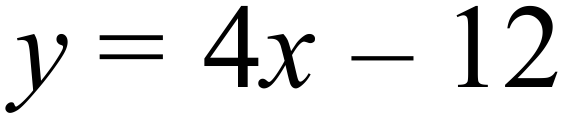 y = 4x − 12